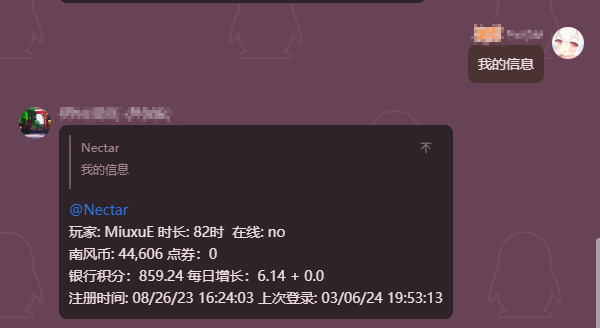 我的信息
Nectar
我的信息
@Nectar
玩家: MiuxuE 时长: 82时 在线: no
南风币: 44,606 点券：0
银行积分：859.24 每日增长：6.14 + 0.0
注册时间: 08/26/23 16:24:03 上次登录: 03/06/24 19:53:13